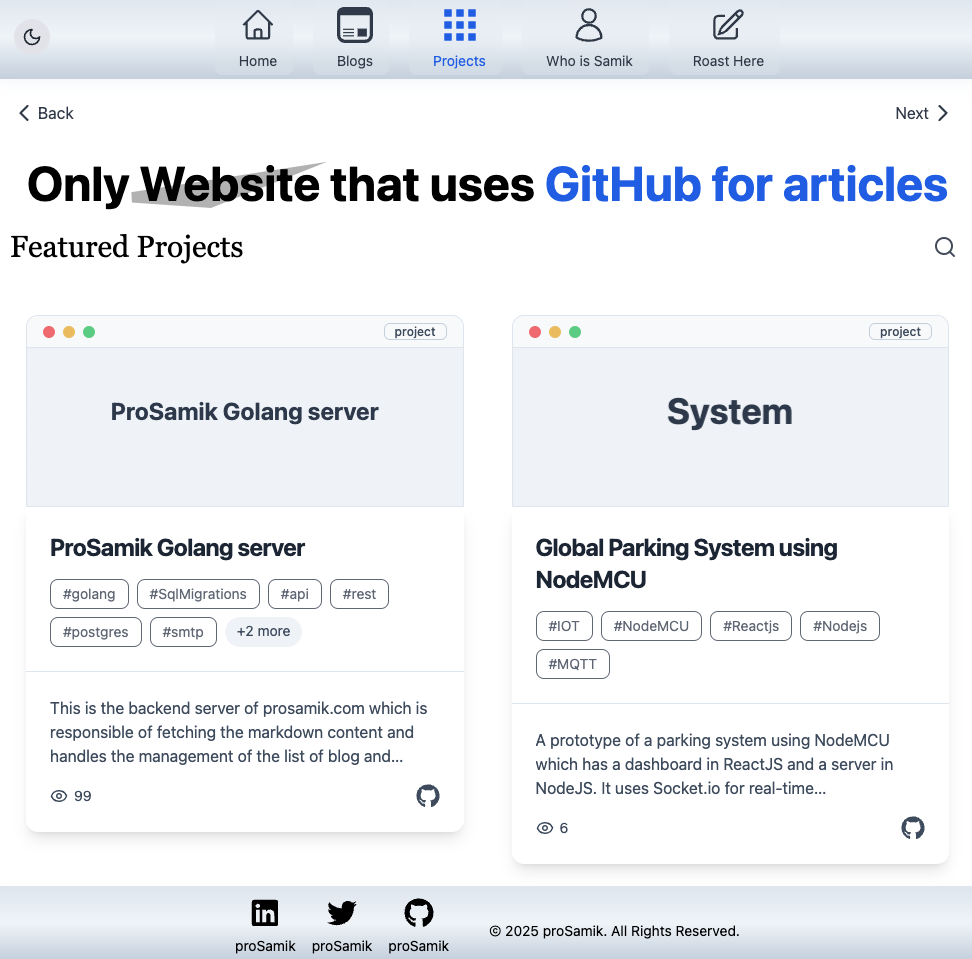 Home Blogs Projects Who is Samik Roast Here
Back Next
Only Website that uses GitHub for articles
Featured Projects
project
ProSamik Golang server
ProSamik Golang server
#golang #SqlMigrations #api #rest
#postgres #smtp +2 more
This is the backend server of prosamik.com which is
responsible of fetching the markdown content and
handles the management of the list of blog and...
99
project
System
Global Parking System using
NodeMCU
#IOT #NodeMCU #Reactjs #Nodejs
#MQTT
A prototype of a parking system using NodeMCU
which has a dashboard in ReactJS and a server in
NodeJS. It uses Socket.io for real-time...
6
proSamik proSamik proSamik
© 2025 proSamik. All Rights Reserved.